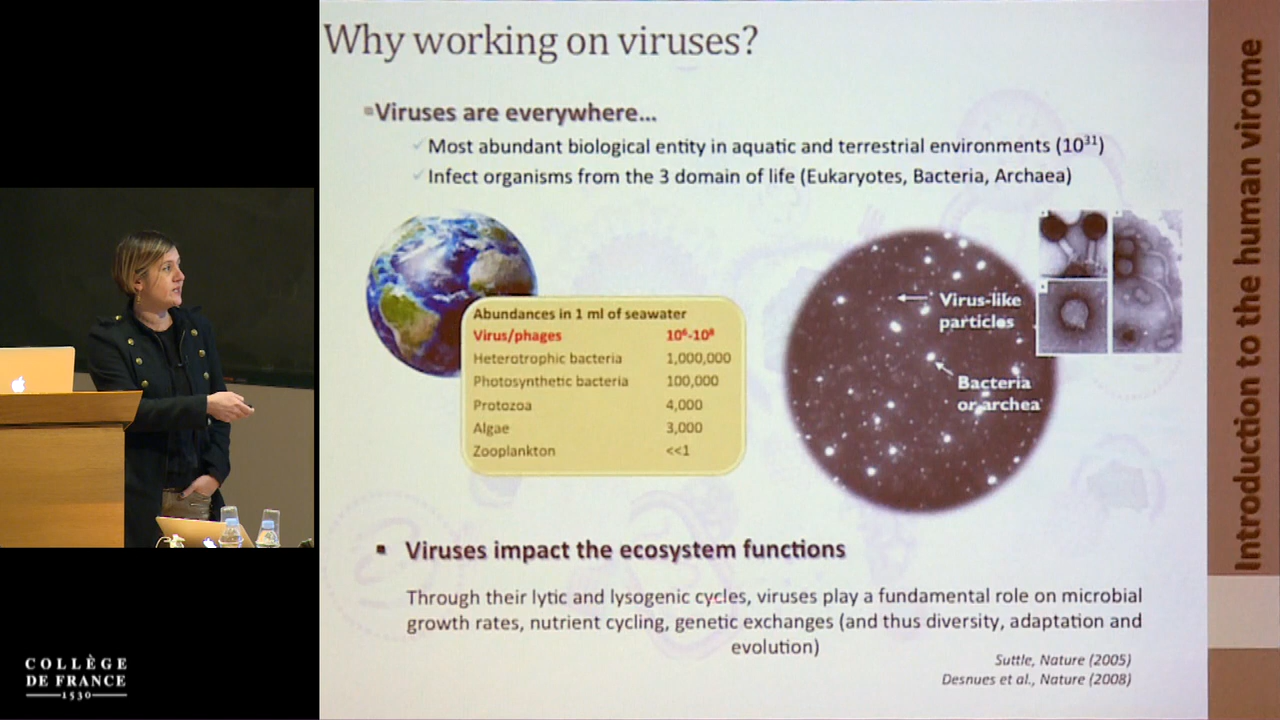 Why working on viruses?
Viruses are everywhere...
Most abundant biological entity in aquatic and terrestrial environments (10³¹)
Infect organisms from the 3 domain of life (Eukaryotes, Bacteria, Archaea)
Abundances in 1 ml of seawater
Virus/phages 10⁶-10⁸
Heterotrophic bacteria 1,000,000
Photosynthetic bacteria 100,000
Protozoa 4,000
Algae 3,000
Zooplankton <<1
Virus-like
particles
Bacteria
or archea
Viruses impact the ecosystem functions
Through their lytic and lysogenic cycles, viruses play a fundamental role on microbial
growth rates, nutrient cycling, genetic exchanges (and thus diversity, adaptation and
evolution)
Suttle, Nature (2005)
Desnues et al., Nature (2008)
Introduction to the human virome
COLLÈGE
DE FRANCE
1530